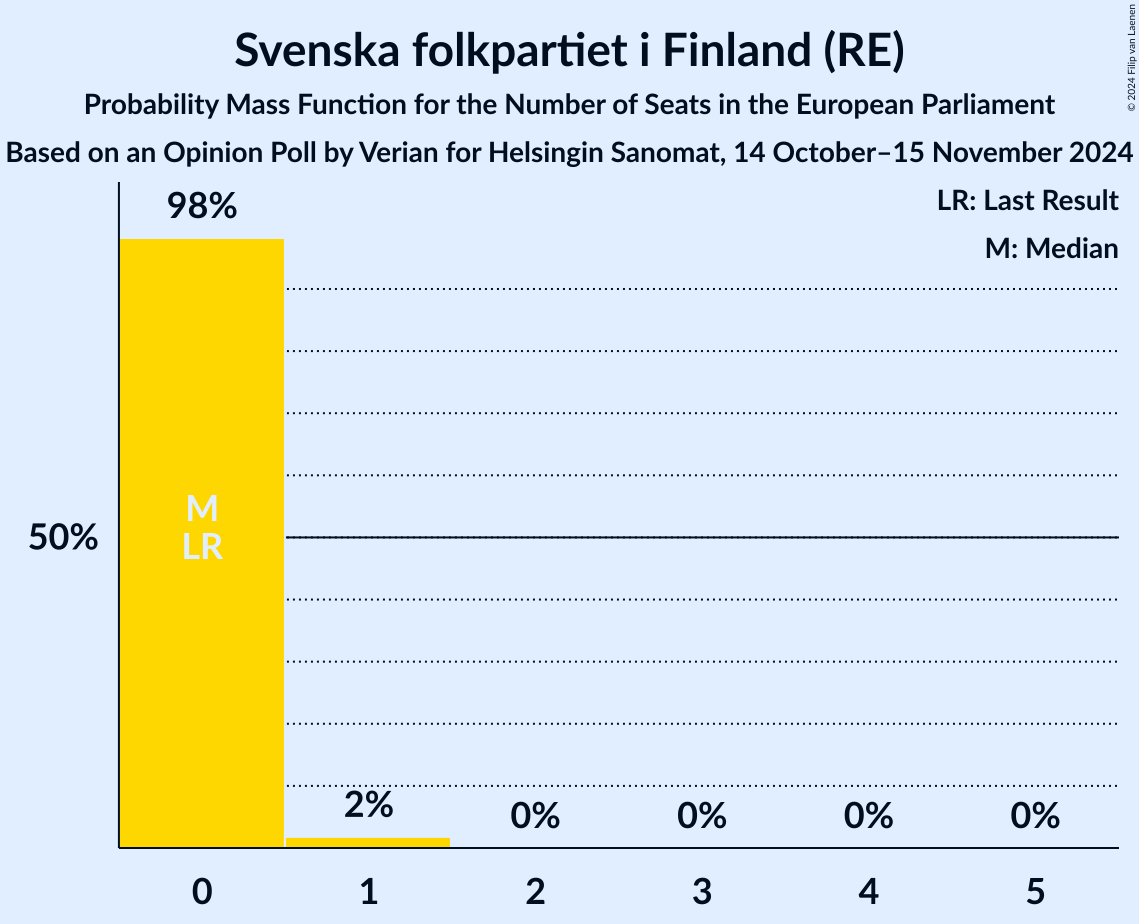 Svenska folkpartiet i Finland (RE)
Probability Mass Function for the Number of Seats in the European Parliament
Based on an Opinion Poll by Verian for Helsingin Sanomat, 14 October–15 November 2024
© 2024 Filip van Laenen
LR: Last Result
M: Median
98%
M
LR
50%
2%
0%
0%
0%
0%
0
1
2
3
4
5